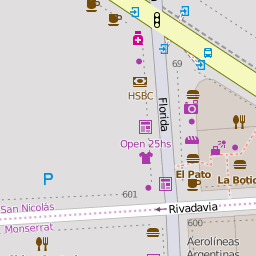 69
HSBC
Florida
Open 25hs
El Pato
La Botic
P
601
San Nicolás
Rivadavia
Monserrat
600
Aerolíneas
Argentinas